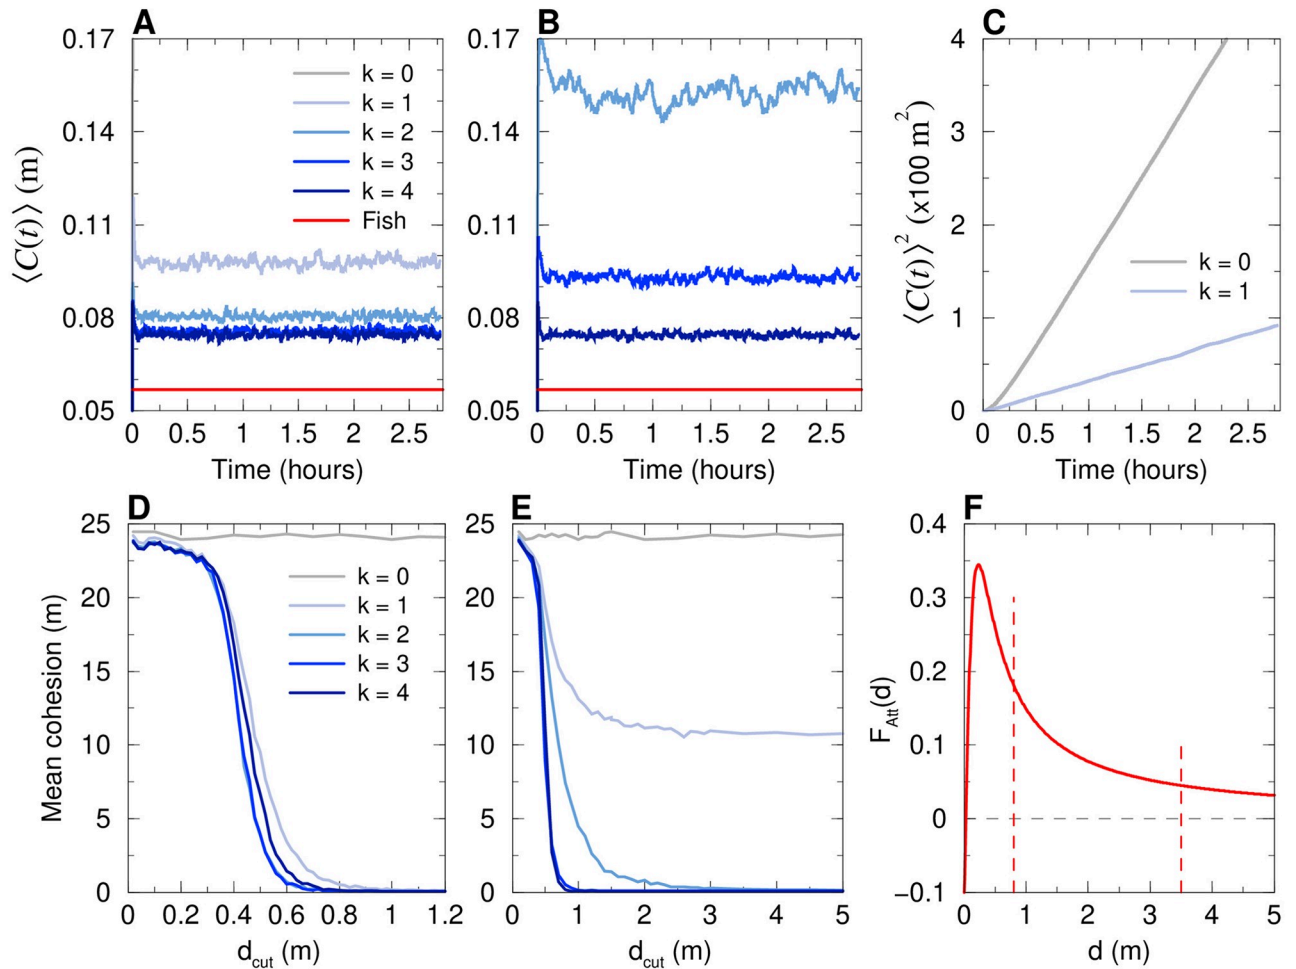 A
B
C
0.17
0.14
0.11
0.08
0.05
⟨C(t)⟩ (m)
k = 0
k = 1
k = 2
k = 3
k = 4
Fish
0 0.5 1 1.5 2 2.5
Time (hours)
0.17
0.14
0.11
0.08
0.05
0 0.5 1 1.5 2 2.5
Time (hours)
4
3
2
1
0
⟨C(t)⟩² (x100 m²)
k = 0
k = 1
0 0.5 1 1.5 2 2.5
Time (hours)
D
E
F
25
20
15
10
5
0
Mean cohesion (m)
k = 0
k = 1
k = 2
k = 3
k = 4
0 0.2 0.4 0.6 0.8 1 1.2
d_cut (m)
25
20
15
10
5
0
0 1 2 3 4 5
d_cut (m)
0.4
0.3
0.2
0.1
0
−0.1
F_Att(d)
0 1 2 3 4 5
d (m)